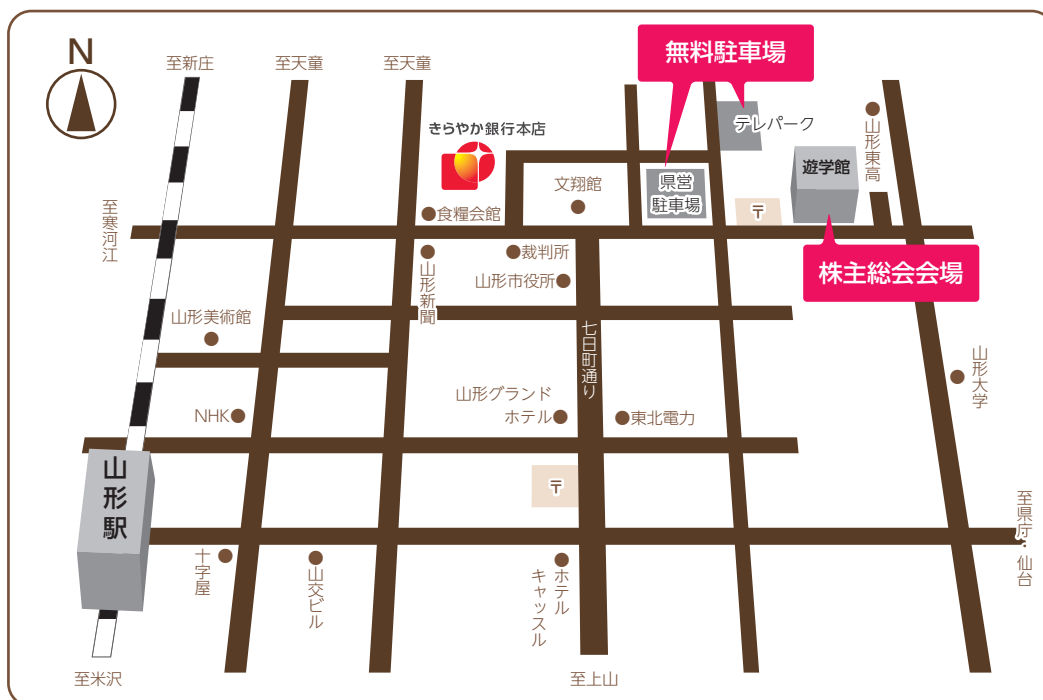 N
至新庄
至天童
至天童
無料駐車場
きらやか銀行本店
テレパーク
山形東高
遊学館
文翔館
県営
駐車場
〒
至寒河江
食糧会館
裁判所
山形新聞
山形市役所
株主総会会場
山形美術館
七日町通り
山形大学
山形グランド
ホテル
NHK
東北電力
山形駅
〒
至県庁・仙台
十字屋
山交ビル
ホテル
キャッスル
至米沢
至上山